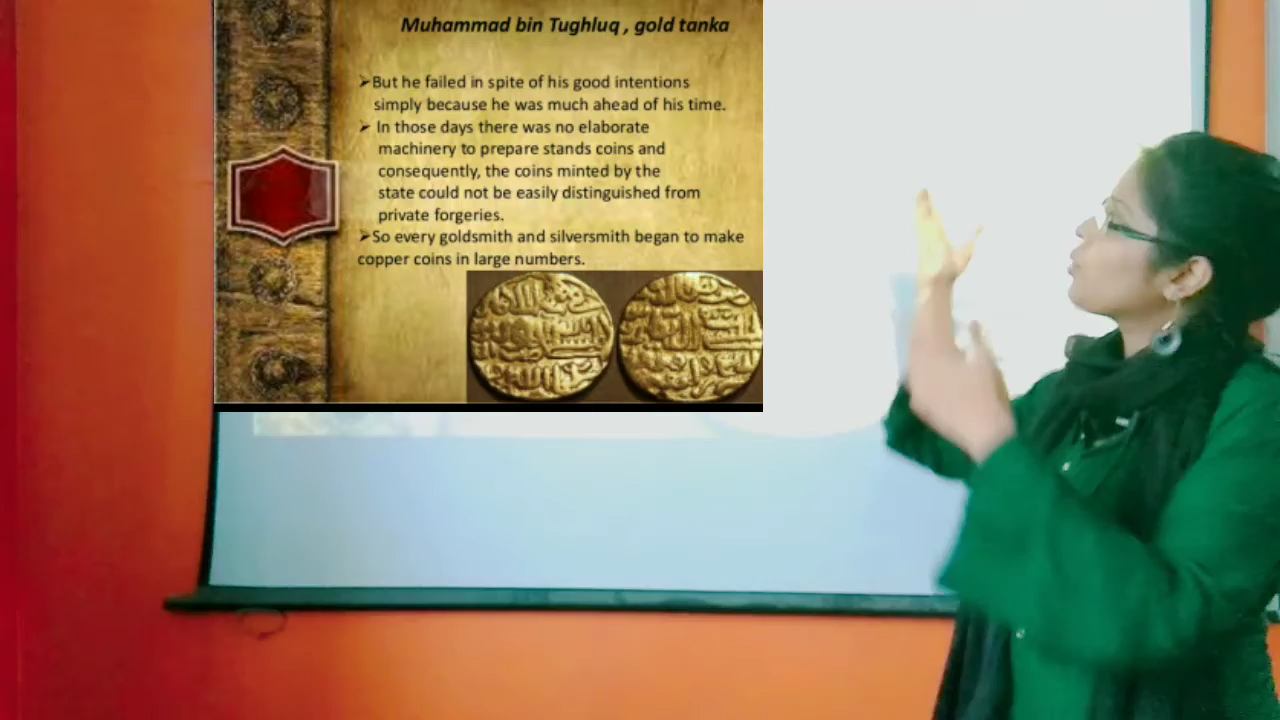 Muhammad bin Tughluq , gold tanka
➢But he failed in spite of his good intentions
simply because he was much ahead of his time.
➢ In those days there was no elaborate
machinery to prepare stands coins and
consequently, the coins minted by the
state could not be easily distinguished from
private forgeries.
➢So every goldsmith and silversmith began to make
copper coins in large numbers.